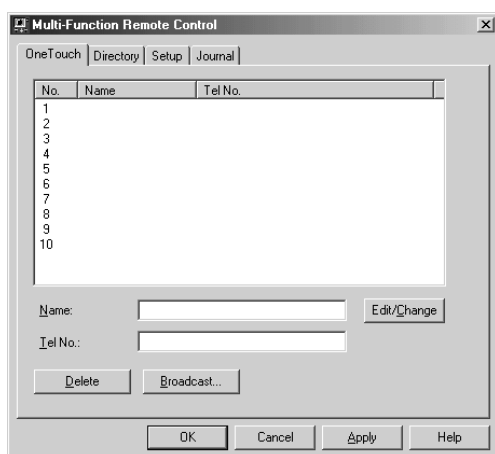 Multi-Function Remote Control
OneTouch Directory Setup Journal
No. Name Tel No.
1
2
3
4
5
6
7
8
9
10
Name: Edit/Change
Tel No.:
Delete Broadcast...
OK Cancel Apply Help